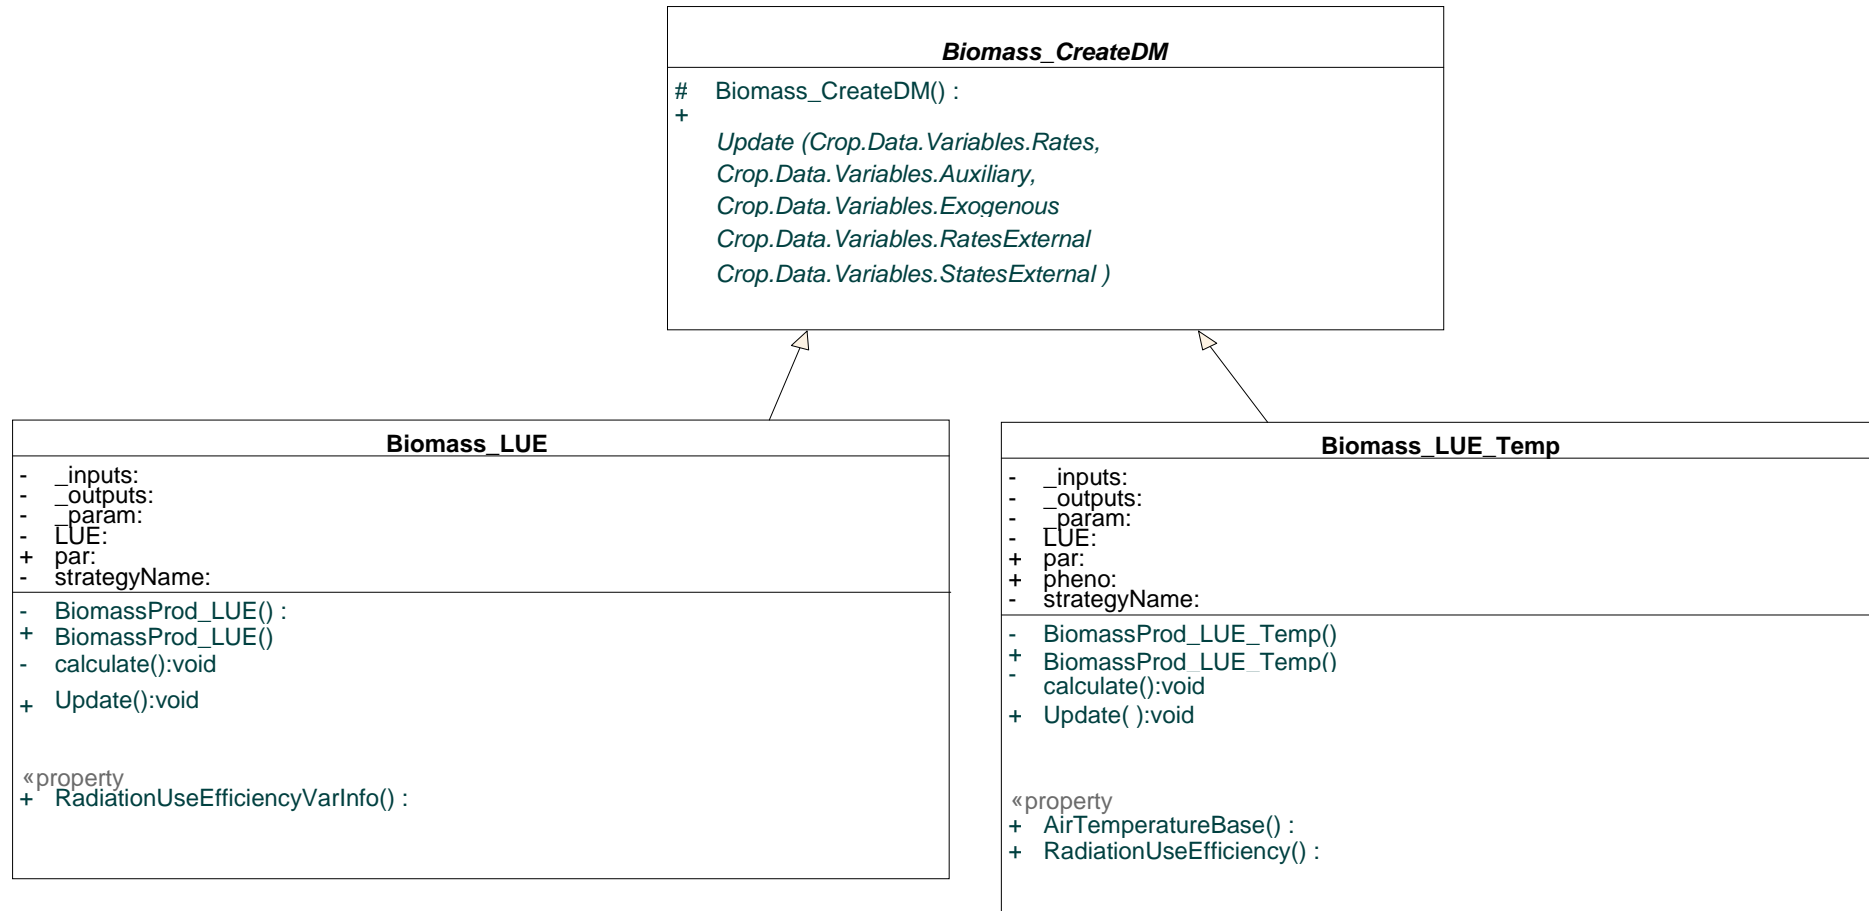 Biomass_CreateDM
# Biomass_CreateDM() :
+
Update (Crop.Data.Variables.Rates,
Crop.Data.Variables.Auxiliary,
Crop.Data.Variables.Exogenous
Crop.Data.Variables.RatesExternal
Crop.Data.Variables.StatesExternal )
Biomass_LUE
- _inputs:
- _outputs:
- _param:
- LUE:
+ par:
- strategyName:
- BiomassProd_LUE() :
+ BiomassProd_LUE()
- calculate():void
+ Update():void
«property
+ RadiationUseEfficiencyVarInfo() :
Biomass_LUE_Temp
- _inputs:
- _outputs:
- _param:
- LUE:
+ par:
+ pheno:
- strategyName:
- BiomassProd_LUE_Temp()
+ BiomassProd_LUE_Temp()
- calculate():void
+ Update( ):void
«property
+ AirTemperatureBase() :
+ RadiationUseEfficiency() :